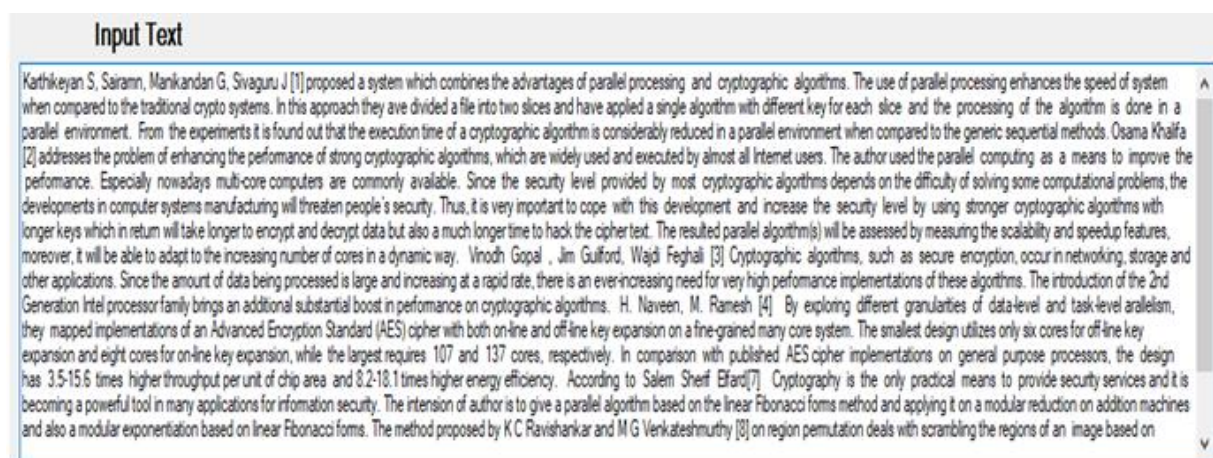 Input Text
Karthikeyan S, Sairamn, Manikandan G, Sivaguru J [1] proposed a system which combines the advantages of parallel processing and cryptographic algorithms. The use of parallel processing enhances the speed of system
when compared to the traditional crypto systems. In this approach they ave divided a file into two slices and have applied a single algorithm with different key for each slice and the processing of the algorithm is done in a
parallel environment. From the experiments it is found out that the execution time of a cryptographic algorithm is considerably reduced in a parallel environment when compared to the generic sequential methods. Osama Khalifa
[2] addresses the problem of enhancing the performance of strong cryptographic algorithms, which are widely used and executed by almost all Internet users. The author used the parallel computing as a means to improve the
performance. Especially nowadays multi-core computers are commonly available. Since the security level provided by most cryptographic algorithms depends on the difficulty of solving some computational problems, the
developments in computer systems manufacturing will threaten people's security. Thus, it is very important to cope with this development and increase the security level by using stronger cryptographic algorithms with
longer keys which in return will take longer to encrypt and decrypt data but also a much longer time to hack the cipher text. The resulted parallel algorithm(s) will be assessed by measuring the scalability and speedup features,
moreover, it will be able to adapt to the increasing number of cores in a dynamic way. Vinodh Gopal , Jim Guilford, Wajdi Feghali [3] Cryptographic algorithms, such as secure encryption, occur in networking, storage and
other applications. Since the amount of data being processed is large and increasing at a rapid rate, there is an ever-increasing need for very high performance implementations of these algorithms. The introduction of the 2nd
Generation Intel processor family brings an additional substantial boost in performance on cryptographic algorithms. H. Naveen, M. Ramesh [4] By exploring different granularities of data-level and task-level arallelism,
they mapped implementations of an Advanced Encryption Standard (AES) cipher with both on-line and off-line key expansion on a fine-grained many core system. The smallest design utilizes only six cores for off-line key
expansion and eight cores for on-line key expansion, while the largest requires 107 and 137 cores, respectively. In comparison with published AES cipher implementations on general purpose processors, the design
has 3.5-15.6 times higher throughput per unit of chip area and 8.2-18.1 times higher energy efficiency. According to Salem Sherif Elfard[7] Cryptography is the only practical means to provide security services and it is
becoming a powerful tool in many applications for information security. The intension of author is to give a parallel algorithm based on the linear Fibonacci forms method and applying it on a modular reduction on addition machines
and also a modular exponentiation based on linear Fibonacci forms. The method proposed by K C Ravishankar and M G Venkateshmurthy [8] on region permutation deals with scrambling the regions of an image based on